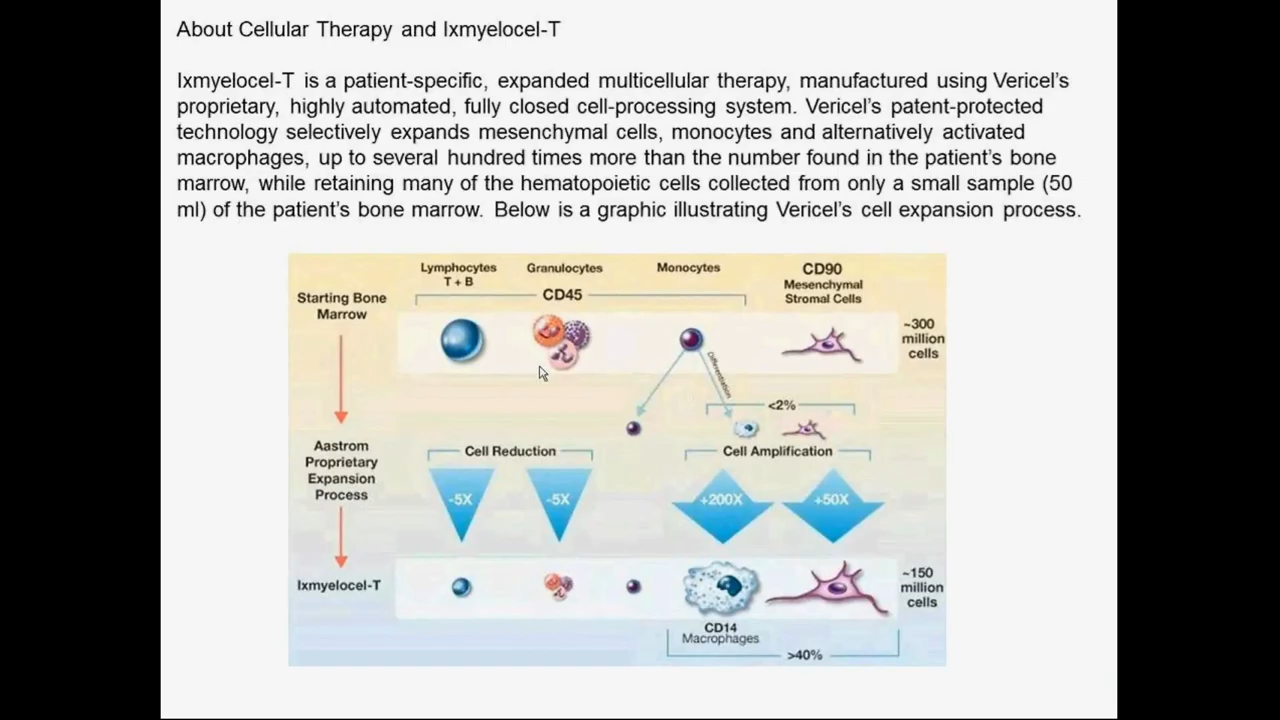 About Cellular Therapy and Ixmyelocel-T
Ixmyelocel-T is a patient-specific, expanded multicellular therapy, manufactured using Vericel's
proprietary, highly automated, fully closed cell-processing system. Vericel's patent-protected
technology selectively expands mesenchymal cells, monocytes and alternatively activated
macrophages, up to several hundred times more than the number found in the patient's bone
marrow, while retaining many of the hematopoietic cells collected from only a small sample (50
ml) of the patient's bone marrow. Below is a graphic illustrating Vericel's cell expansion process.
Lymphocytes
T + B
Granulocytes
Monocytes
CD90
Mesenchymal
Stromal Cells
CD45
Starting Bone
Marrow
~300
million
cells
Differentiation
<2%
Aastrom
Proprietary
Expansion
Process
Cell Reduction
Cell Amplification
-5X
-5X
+200X
+50X
Ixmyelocel-T
~150
million
cells
CD14
Macrophages
>40%